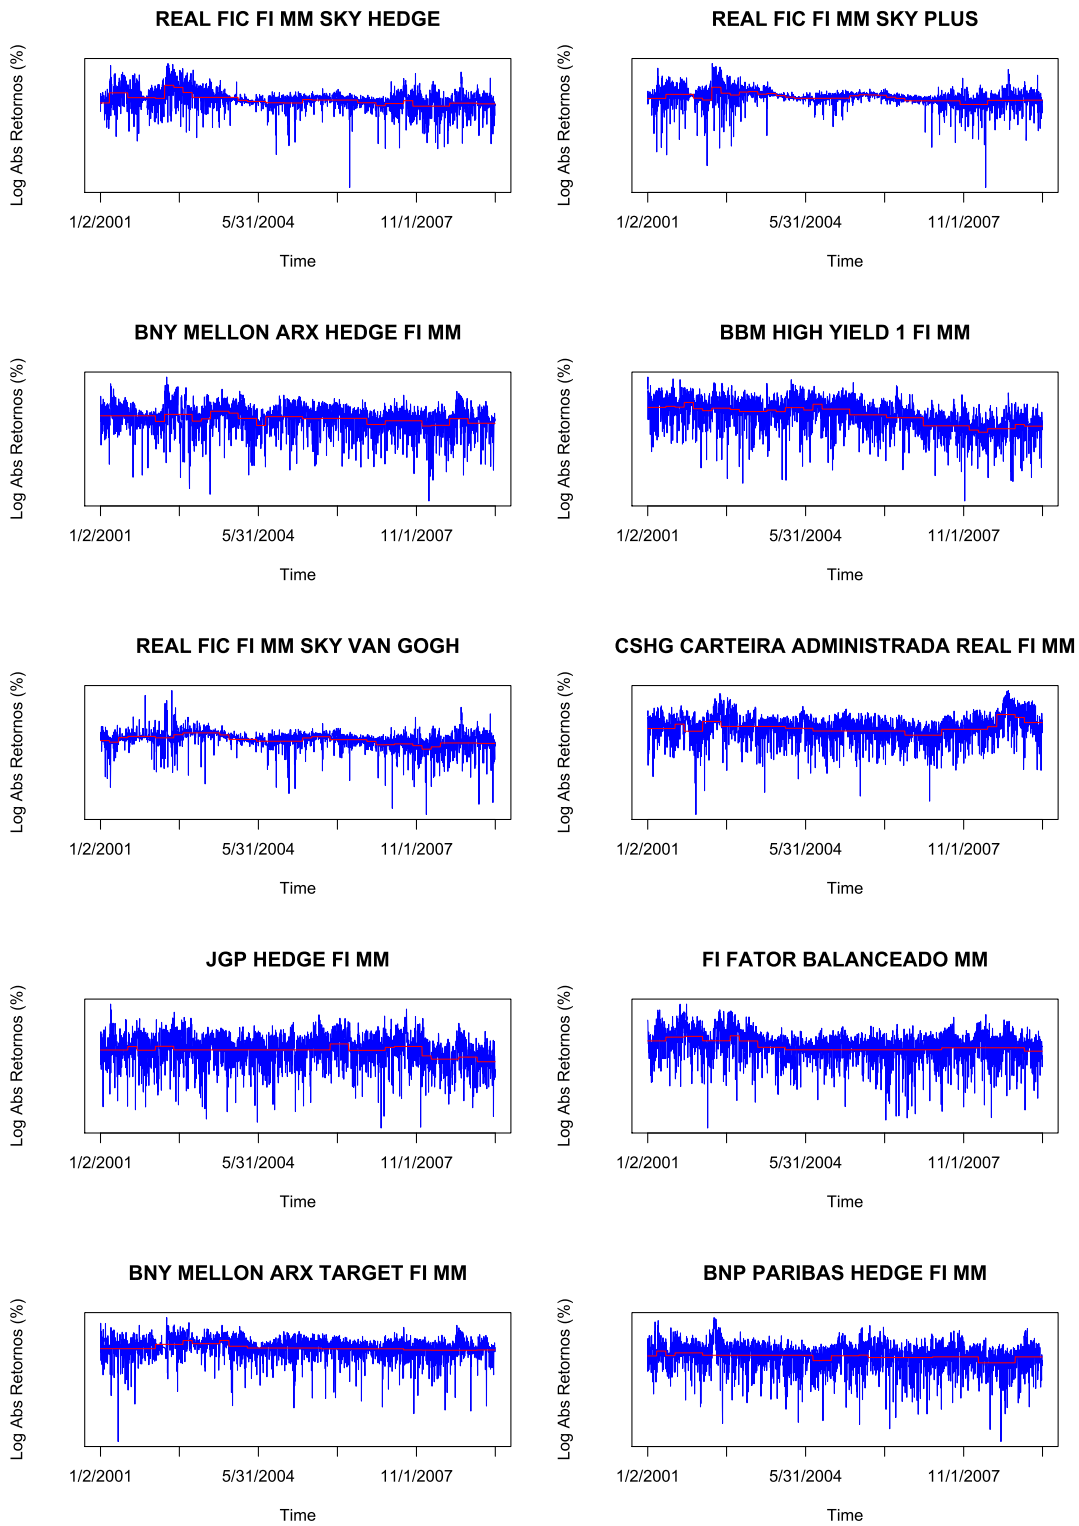 REAL FIC FI MM SKY HEDGE
Log Abs Retornos (%)
1/2/2001 5/31/2004 11/1/2007
Time
REAL FIC FI MM SKY PLUS
Log Abs Retornos (%)
1/2/2001 5/31/2004 11/1/2007
Time
BNY MELLON ARX HEDGE FI MM
Log Abs Retornos (%)
1/2/2001 5/31/2004 11/1/2007
Time
BBM HIGH YIELD 1 FI MM
Log Abs Retornos (%)
1/2/2001 5/31/2004 11/1/2007
Time
REAL FIC FI MM SKY VAN GOGH
Log Abs Retornos (%)
1/2/2001 5/31/2004 11/1/2007
Time
CSHG CARTEIRA ADMINISTRADA REAL FI MM
Log Abs Retornos (%)
1/2/2001 5/31/2004 11/1/2007
Time
JGP HEDGE FI MM
Log Abs Retornos (%)
1/2/2001 5/31/2004 11/1/2007
Time
FI FATOR BALANCEADO MM
Log Abs Retornos (%)
1/2/2001 5/31/2004 11/1/2007
Time
BNY MELLON ARX TARGET FI MM
Log Abs Retornos (%)
1/2/2001 5/31/2004 11/1/2007
Time
BNP PARIBAS HEDGE FI MM
Log Abs Retornos (%)
1/2/2001 5/31/2004 11/1/2007
Time